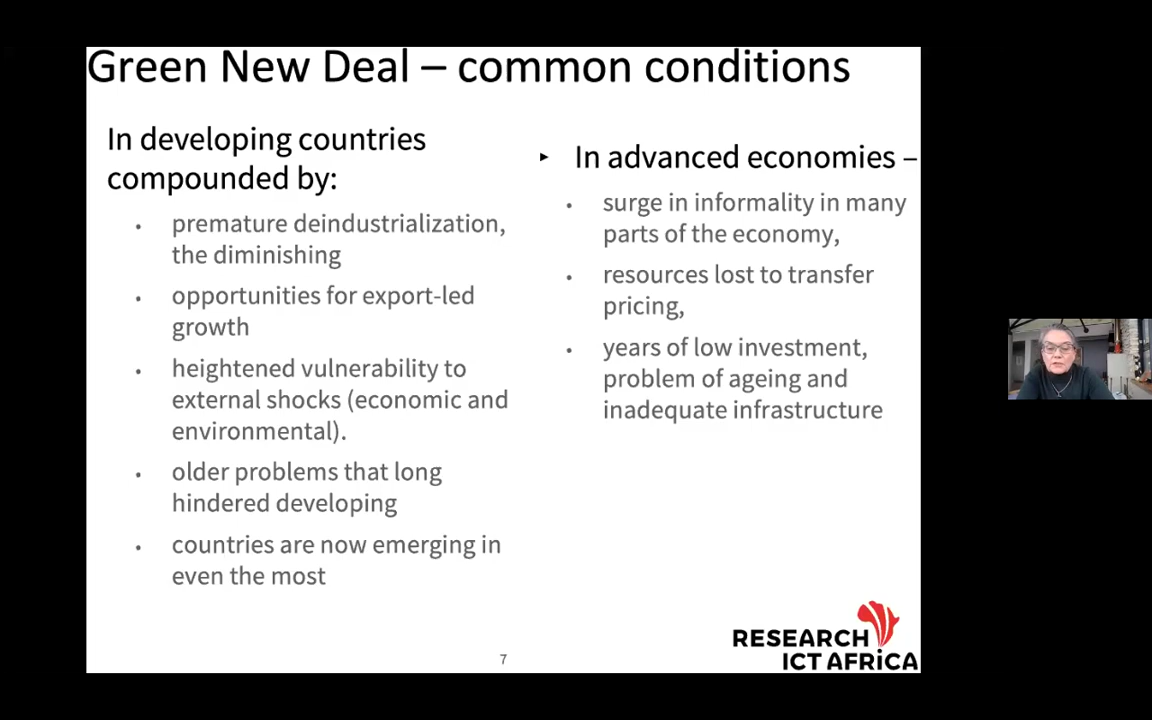 Green New Deal – common conditions
In developing countries
compounded by:
• premature deindustrialization,
the diminishing
• opportunities for export-led
growth
• heightened vulnerability to
external shocks (economic and
environmental).
• older problems that long
hindered developing
• countries are now emerging in
even the most
‣ In advanced economies –
• surge in informality in many
parts of the economy,
• resources lost to transfer
pricing,
• years of low investment,
problem of ageing and
inadequate infrastructure
7
RESEARCH
ICT AFRICA